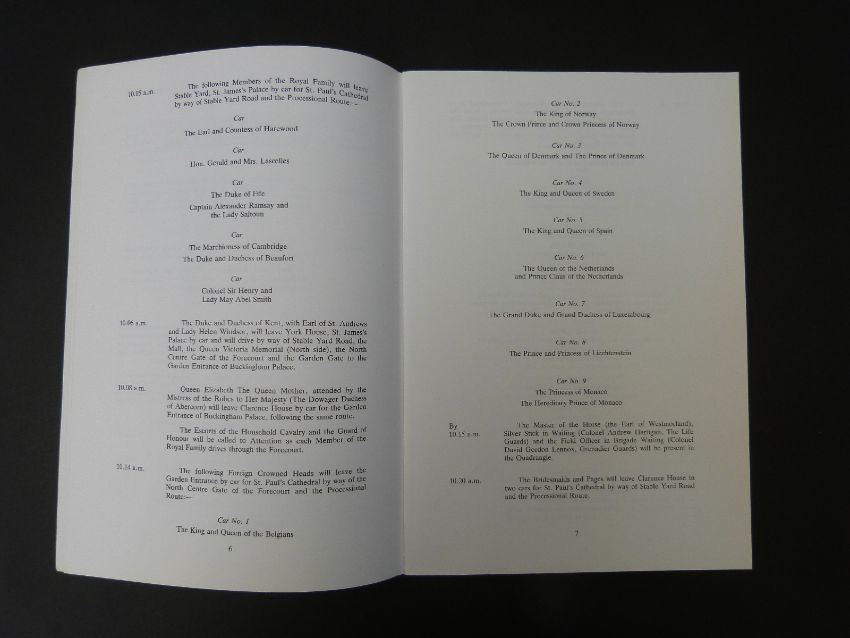 10.05 a.m. The following Members of the Royal Family will leave
Stable Yard, St. James's Palace by car for St. Paul's Cathedral
by way of Stable Yard Road and the Processional Route:–
Car
The Earl and Countess of Harewood
Car
Hon. Gerald and Mrs. Lascelles
Car
The Duke of Fife
Captain Alexander Ramsay and
the Lady Saltoun
Car
The Marchioness of Cambridge
The Duke and Duchess of Beaufort
Car
Colonel Sir Henry and
Lady May Abel Smith
10.06 a.m. The Duke and Duchess of Kent, with Earl of St. Andrews
and Lady Helen Windsor, will leave York House, St. James's
Palace by car and will drive by way of Stable Yard Road, the
Mall, the Queen Victoria Memorial (North side), the North
Centre Gate of the Forecourt and the Garden Gate to the
Garden Entrance of Buckingham Palace.
10.08 a.m. Queen Elizabeth The Queen Mother, attended by the
Mistress of the Robes to Her Majesty (The Dowager Duchess
of Abercorn) will leave Clarence House by car for the Garden
Entrance of Buckingham Palace, following the same route.
The Escorts of the Household Cavalry and the Guard of
Honour will be called to Attention as each Member of the
Royal Family drives through the Forecourt.
10.14 a.m. The following Foreign Crowned Heads will leave the
Garden Entrance by car for St. Paul's Cathedral by way of the
North Centre Gate of the Forecourt and the Processional
Route:–
Car No. 1
The King and Queen of the Belgians
6
Car No. 2
The King of Norway
The Crown Prince and Crown Princess of Norway
Car No. 3
The Queen of Denmark and The Prince of Denmark
Car No. 4
The King and Queen of Sweden
Car No. 5
The King and Queen of Spain
Car No. 6
The Queen of the Netherlands
and Prince Claus of the Netherlands
Car No. 7
The Grand Duke and Grand Duchess of Luxembourg
Car No. 8
The Prince and Princess of Liechtenstein
Car No. 9
The Princess of Monaco
The Hereditary Prince of Monaco
By The Master of the Horse (the Earl of Westmorland),
10.15 a.m. Silver Stick in Waiting (Colonel Andrew Hartigan, The Life
Guards) and the Field Officer in Brigade Waiting (Colonel
David Gordon Lennox, Grenadier Guards) will be present in
the Quadrangle.
10.20 a.m. The Bridesmaids and Pages will leave Clarence House in
two cars for St. Paul's Cathedral by way of Stable Yard Road
and the Processional Route.
7